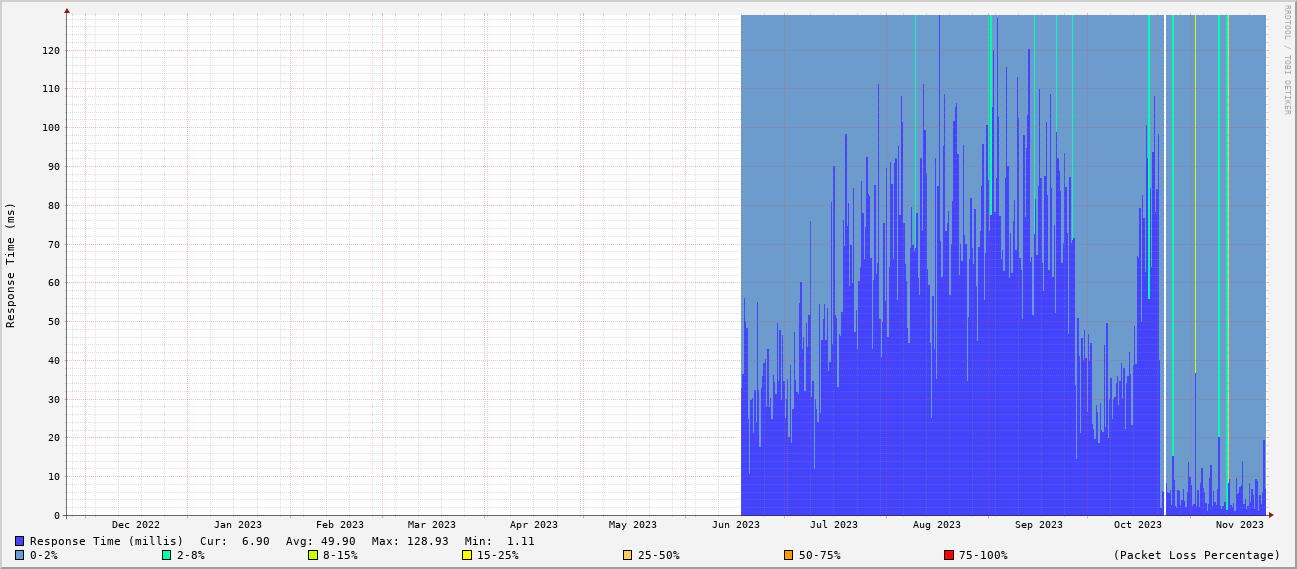 RRDTOOL / TOBI OETIKER
Response Time (ms)
120
110
100
90
80
70
60
50
40
30
20
10
0
Dec 2022 Jan 2023 Feb 2023 Mar 2023 Apr 2023 May 2023 Jun 2023 Jul 2023 Aug 2023 Sep 2023 Oct 2023 Nov 2023
Response Time (millis) Cur: 6.90 Avg: 49.90 Max: 128.93 Min: 1.11
0-2% 2-8% 8-15% 15-25% 25-50% 50-75% 75-100% (Packet Loss Percentage)